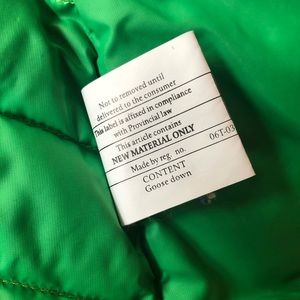 Not to removed until
delivered to the consumer
This label is affixed in compliance
with Provincial law
This article contains
NEW MATERIAL ONLY
Made by reg no.
06T-03
CONTENT
Goose down